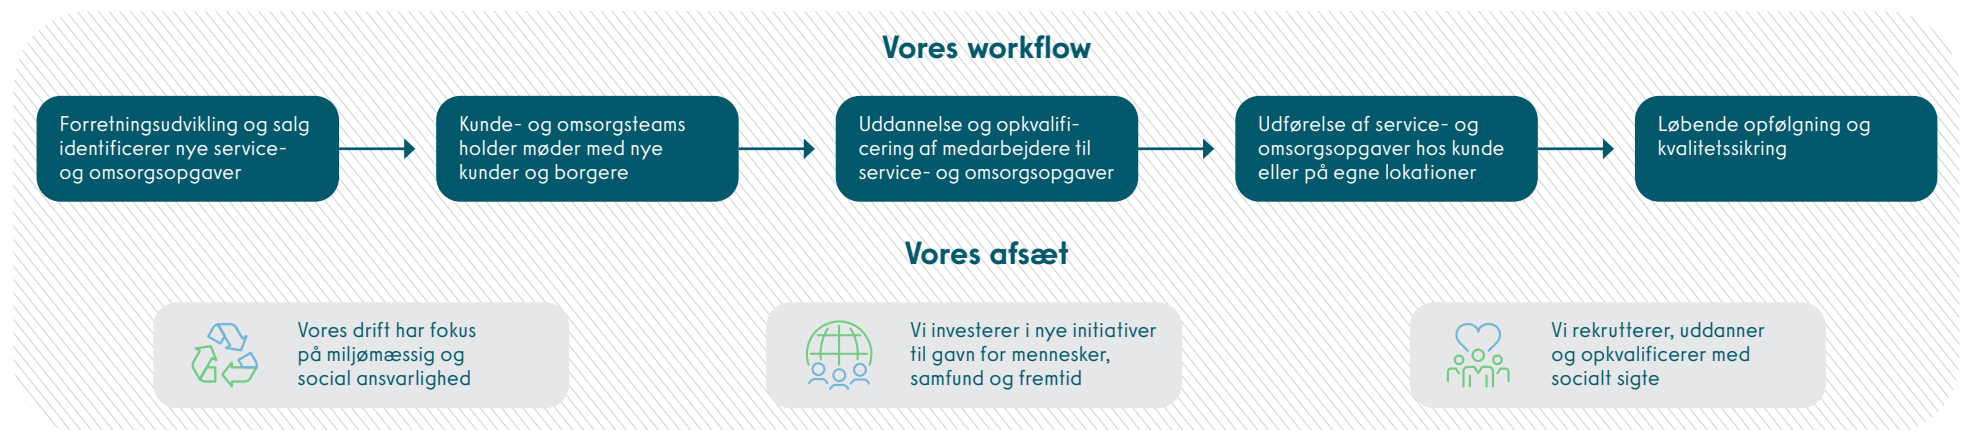 Vores workflow
Forretningsudvikling og salg
identificerer nye service-
og omsorgsopgaver
Kunde- og omsorgsteams
holder møder med nye
kunder og borgere
Uddannelse og opkvalifi-
cering af medarbejdere til
service- og omsorgsopgaver
Udførelse af service- og
omsorgsopgaver hos kunde
eller på egne lokationer
Løbende opfølgning og
kvalitetssikring
Vores afsæt
Vores drift har fokus
på miljømæssig og
social ansvarlighed
Vi investerer i nye initiativer
til gavn for mennesker,
samfund og fremtid
Vi rekrutterer, uddanner
og opkvalificerer med
socialt sigte